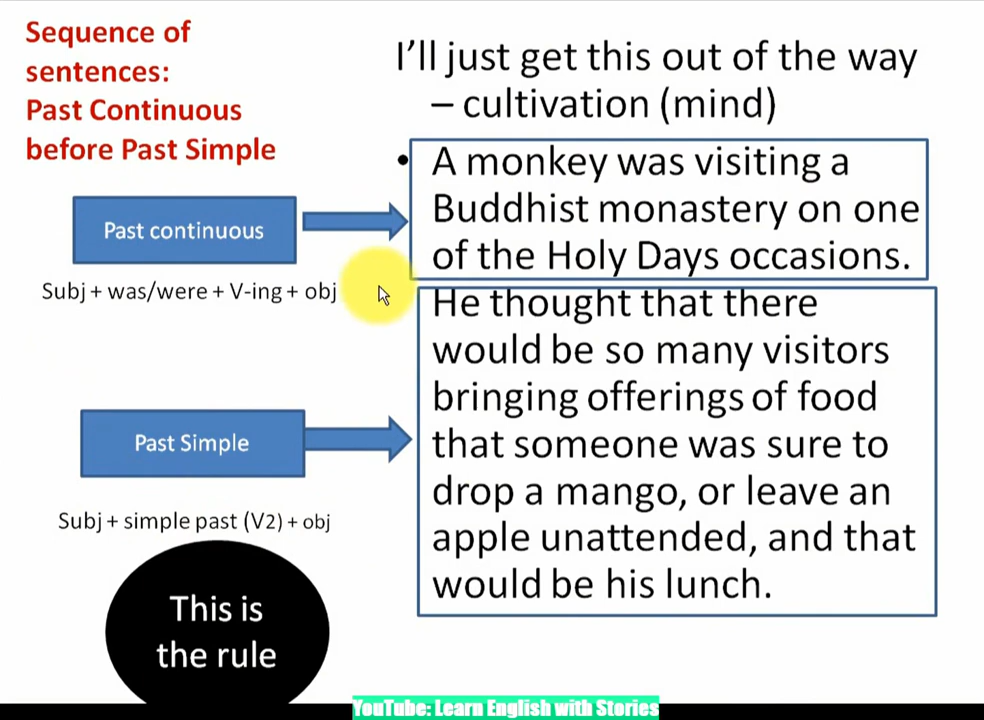 Sequence of
sentences:
Past Continuous
before Past Simple
I'll just get this out of the way
– cultivation (mind)
Past continuous
Subj + was/were + V-ing + obj
• A monkey was visiting a
Buddhist monastery on one
of the Holy Days occasions.
Past Simple
Subj + simple past (V2) + obj
He thought that there
would be so many visitors
bringing offerings of food
that someone was sure to
drop a mango, or leave an
apple unattended, and that
would be his lunch.
This is
the rule
YouTube: Learn English with Stories